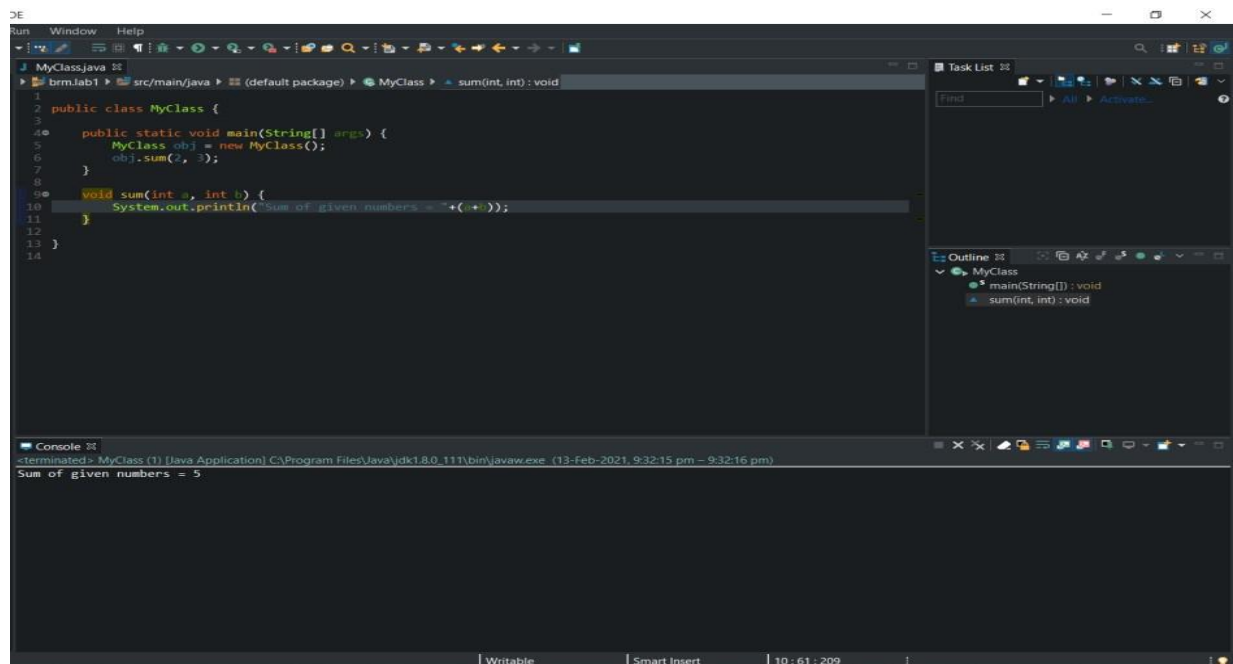 DE
Run Window Help
MyClass.java
brm.lab1 src/main/java (default package) MyClass sum(int, int) : void
1
2 public class MyClass {
3
4 public static void main(String[] args) {
5 MyClass obj = new MyClass();
6 obj.sum(2, 3);
7 }
8
9 void sum(int a, int b) {
10 System.out.println("Sum of given numbers = "+(a+b));
11 }
12
13 }
14
Task List
Find All Activate...
Outline
MyClass
main(String[]) : void
sum(int, int) : void
Console
<terminated> MyClass (1) [Java Application] C:\Program Files\Java\jdk1.8.0_111\bin\javaw.exe (13-Feb-2021, 9:32:15 pm – 9:32:16 pm)
Sum of given numbers = 5
Writable Smart Insert 10 : 61 : 209